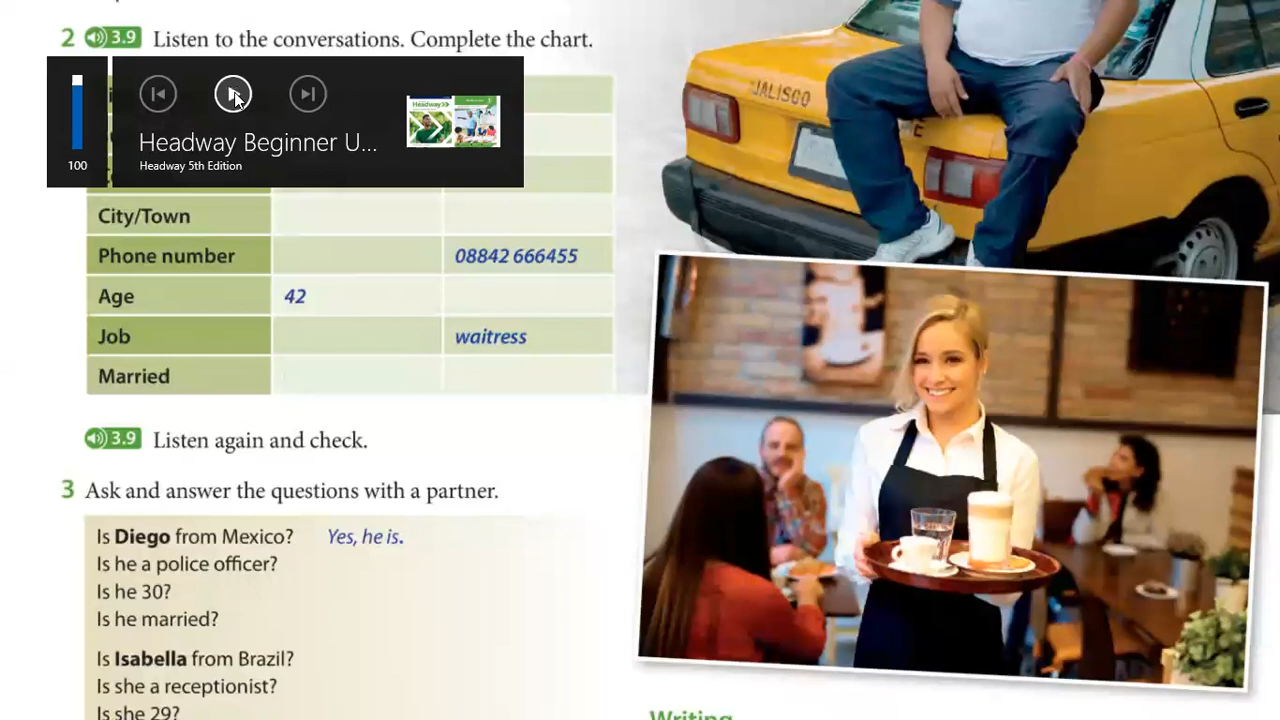 2 3.9 Listen to the conversations. Complete the chart.
Headway Beginner U...
Headway 5th Edition
100
City/Town
Phone number 08842 666455
Age 42
Job waitress
Married
3.9 Listen again and check.
3 Ask and answer the questions with a partner.
Is Diego from Mexico? Yes, he is.
Is he a police officer?
Is he 30?
Is he married?
Is Isabella from Brazil?
Is she a receptionist?
Is she 29?
JALISCO
Headway
Writing